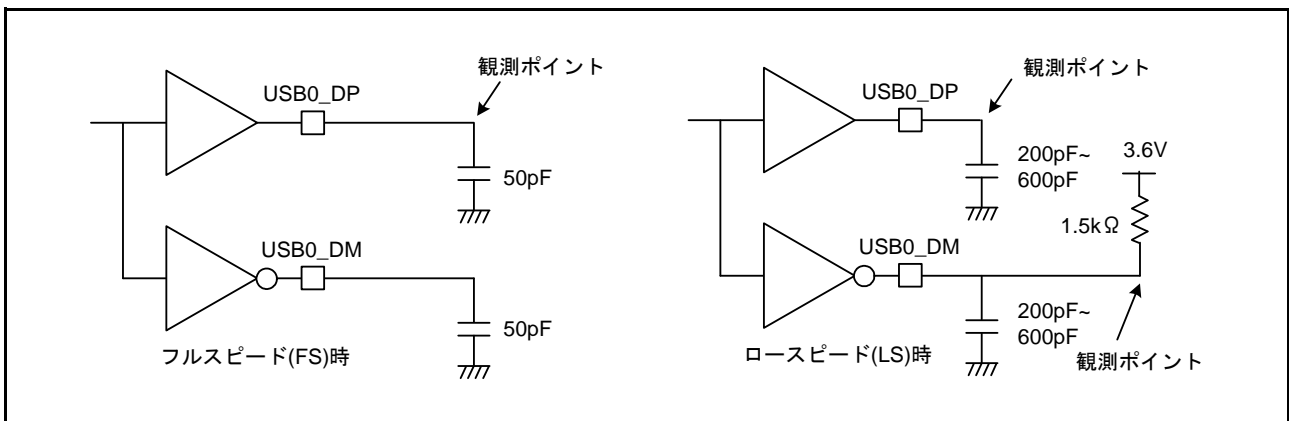 観測ポイント
USB0_DP
50pF
USB0_DM
50pF
フルスピード(FS)時
観測ポイント
USB0_DP
200pF~
600pF
3.6V
1.5kΩ
USB0_DM
200pF~
600pF
ロースピード(LS)時
観測ポイント